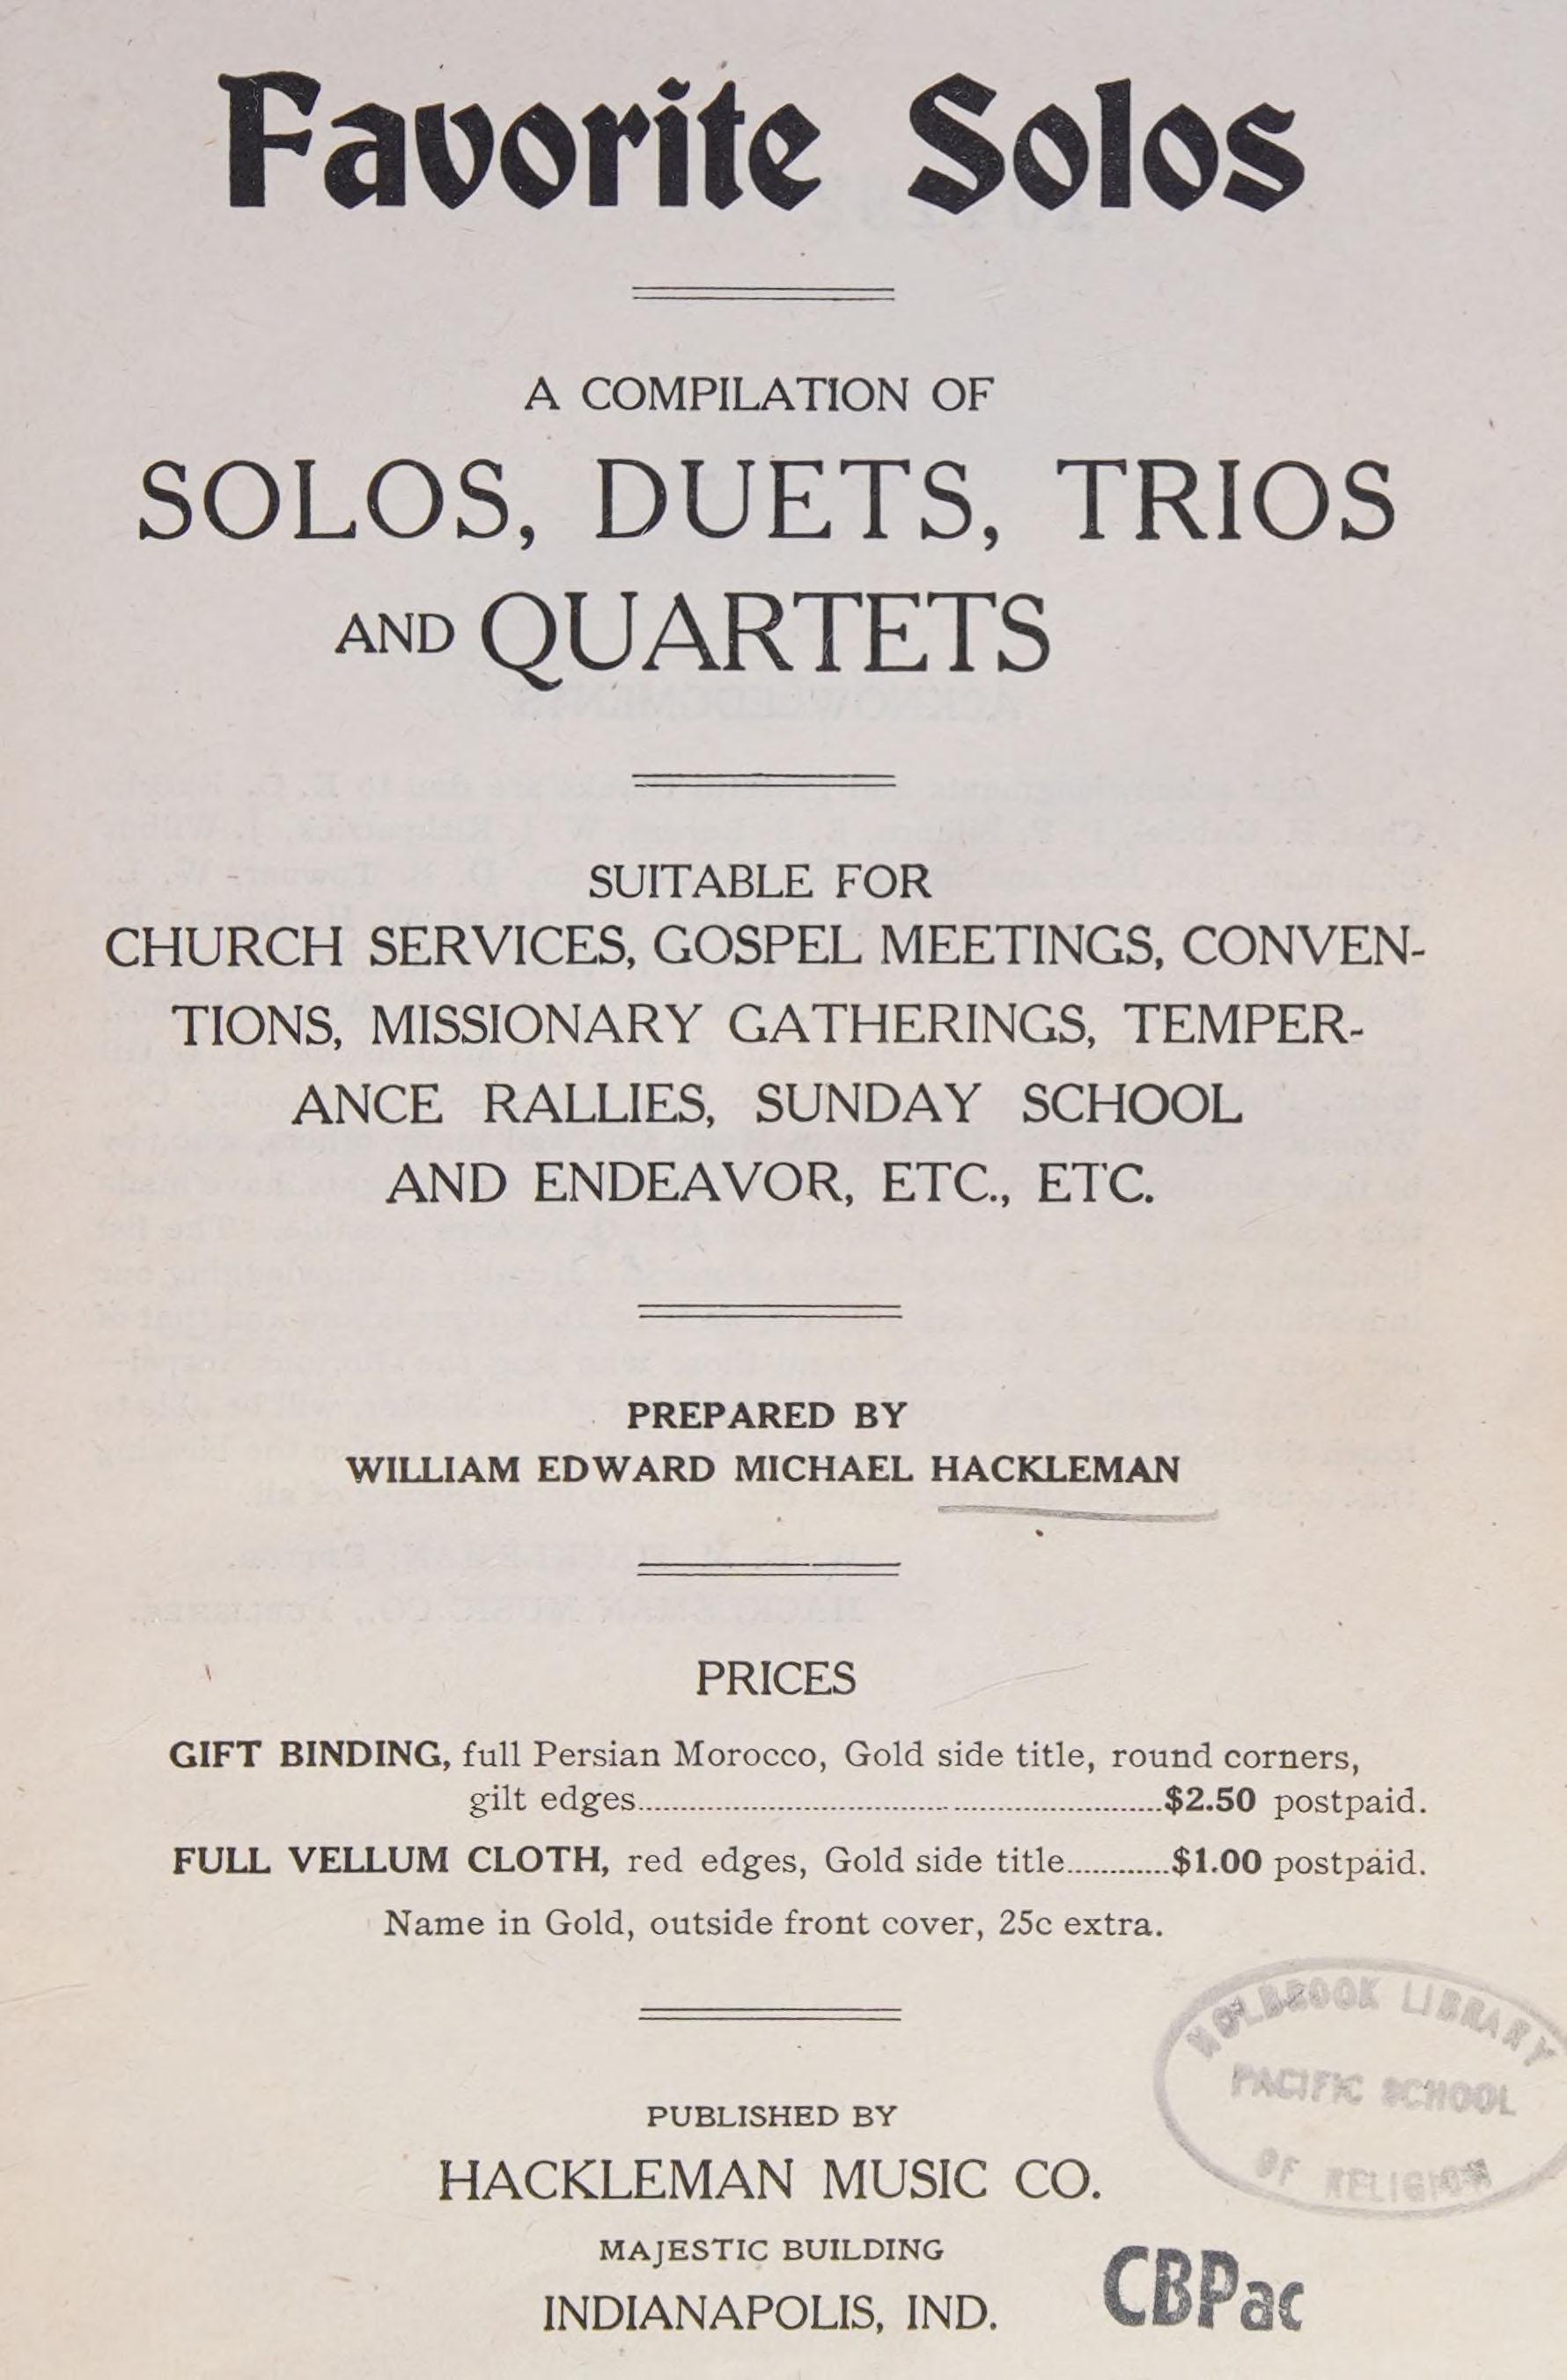 Favorite Solos
A COMPILATION OF
SOLOS, DUETS, TRIOS
AND QUARTETS
SUITABLE FOR
CHURCH SERVICES, GOSPEL MEETINGS, CONVEN-
TIONS, MISSIONARY GATHERINGS, TEMPER-
ANCE RALLIES, SUNDAY SCHOOL
AND ENDEAVOR, ETC., ETC.
PREPARED BY
WILLIAM EDWARD MICHAEL HACKLEMAN
PRICES
GIFT BINDING, full Persian Morocco, Gold side title, round corners,
gilt edges........................................$2.50 postpaid.
FULL VELLUM CLOTH, red edges, Gold side title............$1.00 postpaid.
Name in Gold, outside front cover, 25c extra.
HOLBROOK LIBRARY
PACIFIC SCHOOL
OF RELIGION
PUBLISHED BY
HACKLEMAN MUSIC CO.
MAJESTIC BUILDING
INDIANAPOLIS, IND.
CBPac